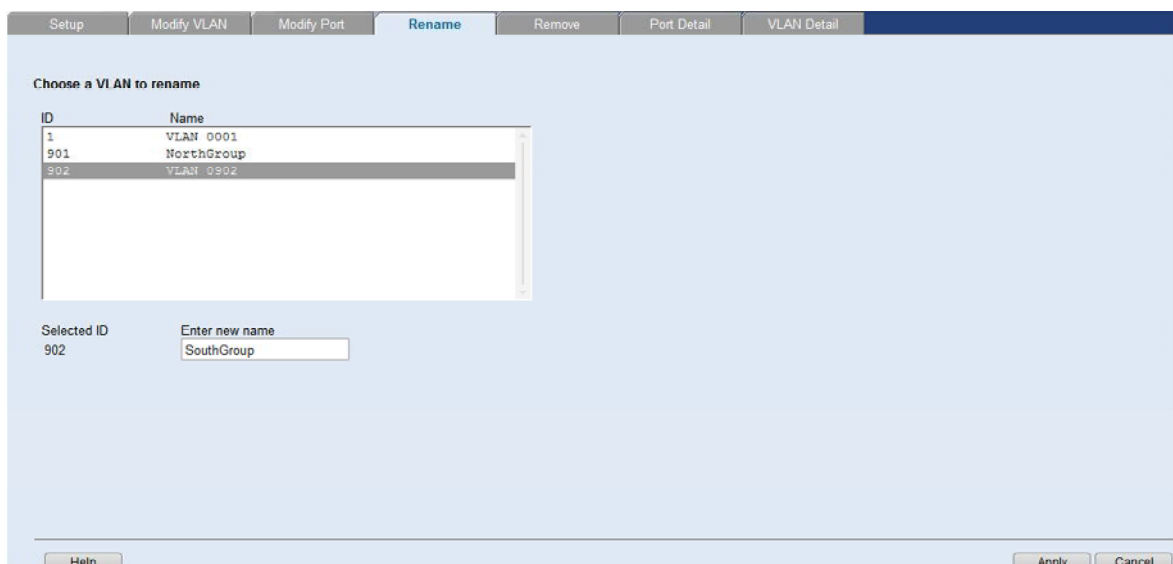 Setup Modify VLAN Modify Port Rename Remove Port Detail VLAN Detail
Choose a VLAN to rename
ID Name
1 VLAN 0001
901 NorthGroup
902 VLAN 0902
Selected ID Enter new name
902 SouthGroup
Help Apply Cancel